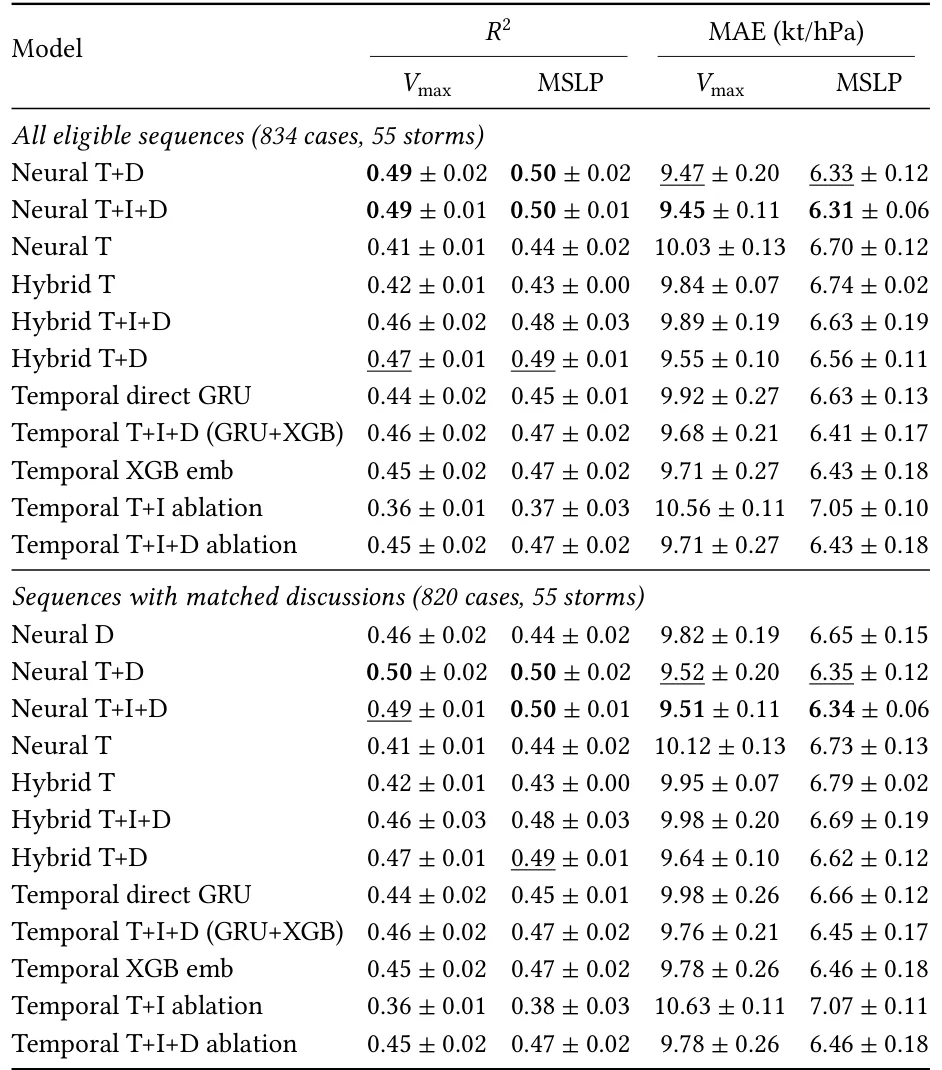 Model R² MAE (kt/hPa)
Vmax MSLP Vmax MSLP
All eligible sequences (834 cases, 55 storms)
Neural T+D 0.49 ± 0.02 0.50 ± 0.02 9.47 ± 0.20 6.33 ± 0.12
Neural T+I+D 0.49 ± 0.01 0.50 ± 0.01 9.45 ± 0.11 6.31 ± 0.06
Neural T 0.41 ± 0.01 0.44 ± 0.02 10.03 ± 0.13 6.70 ± 0.12
Hybrid T 0.42 ± 0.01 0.43 ± 0.00 9.84 ± 0.07 6.74 ± 0.02
Hybrid T+I+D 0.46 ± 0.02 0.48 ± 0.03 9.89 ± 0.19 6.63 ± 0.19
Hybrid T+D 0.47 ± 0.01 0.49 ± 0.01 9.55 ± 0.10 6.56 ± 0.11
Temporal direct GRU 0.44 ± 0.02 0.45 ± 0.01 9.92 ± 0.27 6.63 ± 0.13
Temporal T+I+D (GRU+XGB) 0.46 ± 0.02 0.47 ± 0.02 9.68 ± 0.21 6.41 ± 0.17
Temporal XGB emb 0.45 ± 0.02 0.47 ± 0.02 9.71 ± 0.27 6.43 ± 0.18
Temporal T+I ablation 0.36 ± 0.01 0.37 ± 0.03 10.56 ± 0.11 7.05 ± 0.10
Temporal T+I+D ablation 0.45 ± 0.02 0.47 ± 0.02 9.71 ± 0.27 6.43 ± 0.18
Sequences with matched discussions (820 cases, 55 storms)
Neural D 0.46 ± 0.02 0.44 ± 0.02 9.82 ± 0.19 6.65 ± 0.15
Neural T+D 0.50 ± 0.02 0.50 ± 0.02 9.52 ± 0.20 6.35 ± 0.12
Neural T+I+D 0.49 ± 0.01 0.50 ± 0.01 9.51 ± 0.11 6.34 ± 0.06
Neural T 0.41 ± 0.01 0.44 ± 0.02 10.12 ± 0.13 6.73 ± 0.13
Hybrid T 0.42 ± 0.01 0.43 ± 0.00 9.95 ± 0.07 6.79 ± 0.02
Hybrid T+I+D 0.46 ± 0.03 0.48 ± 0.03 9.98 ± 0.20 6.69 ± 0.19
Hybrid T+D 0.47 ± 0.01 0.49 ± 0.01 9.64 ± 0.10 6.62 ± 0.12
Temporal direct GRU 0.44 ± 0.02 0.45 ± 0.01 9.98 ± 0.26 6.66 ± 0.12
Temporal T+I+D (GRU+XGB) 0.46 ± 0.02 0.47 ± 0.02 9.76 ± 0.21 6.45 ± 0.17
Temporal XGB emb 0.45 ± 0.02 0.47 ± 0.02 9.78 ± 0.26 6.46 ± 0.18
Temporal T+I ablation 0.36 ± 0.01 0.38 ± 0.03 10.63 ± 0.11 7.07 ± 0.11
Temporal T+I+D ablation 0.45 ± 0.02 0.47 ± 0.02 9.78 ± 0.26 6.46 ± 0.18